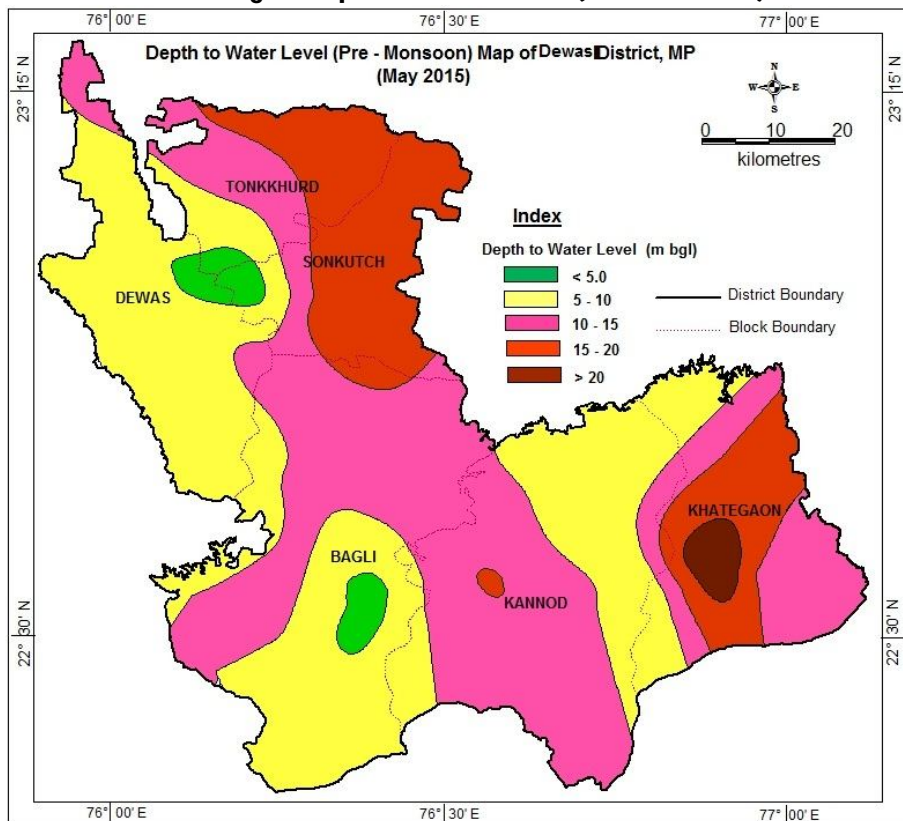 76° 00' E 76° 30' E 77° 00' E
Depth to Water Level (Pre - Monsoon) Map of Dewas District, MP
(May 2015)
23° 15' N
23° 15' N
N
W E
S
0 10 20
kilometres
TONKKHURD
SONKUTCH
DEWAS
Index
Depth to Water Level (m bgl)
< 5.0
5 - 10
10 - 15
15 - 20
> 20
District Boundary
Block Boundary
KHATEGAON
BAGLI
KANNOD
22° 30' N
22° 30' N
76° 00' E 76° 30' E 77° 00' E